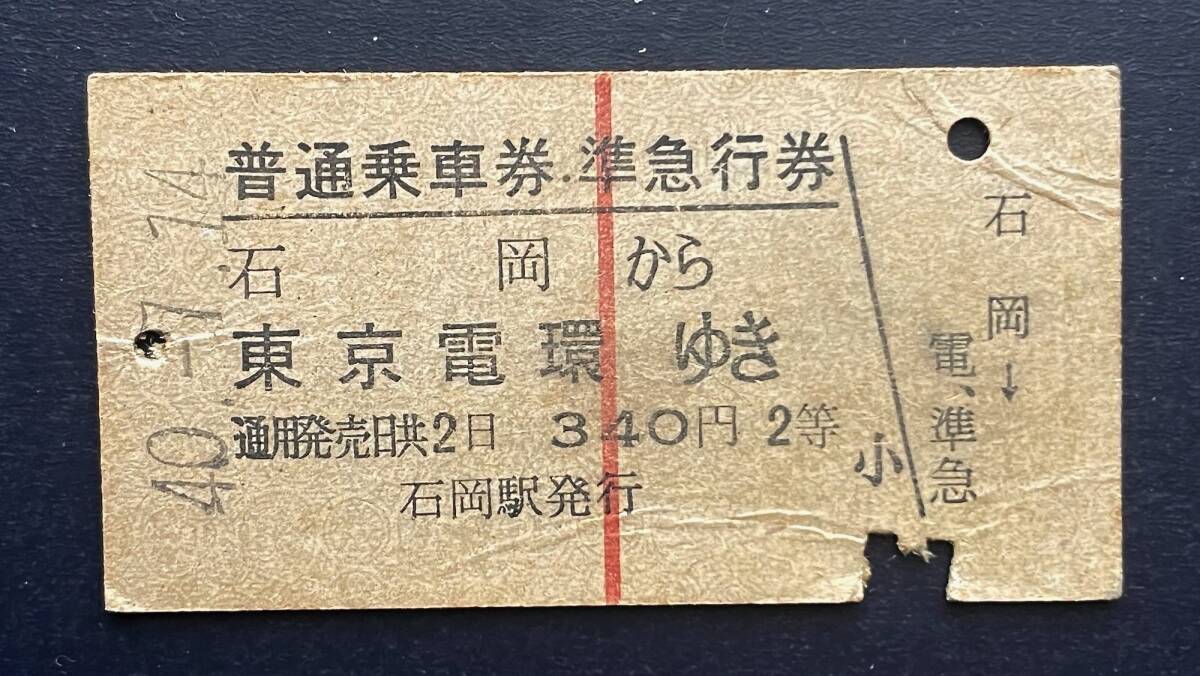 普通乗車券.準急行券
石岡から
東京電環ゆき
通用発売日共2日 340円 2等
石岡駅発行
小
石岡→
電、準急
40.-7.14